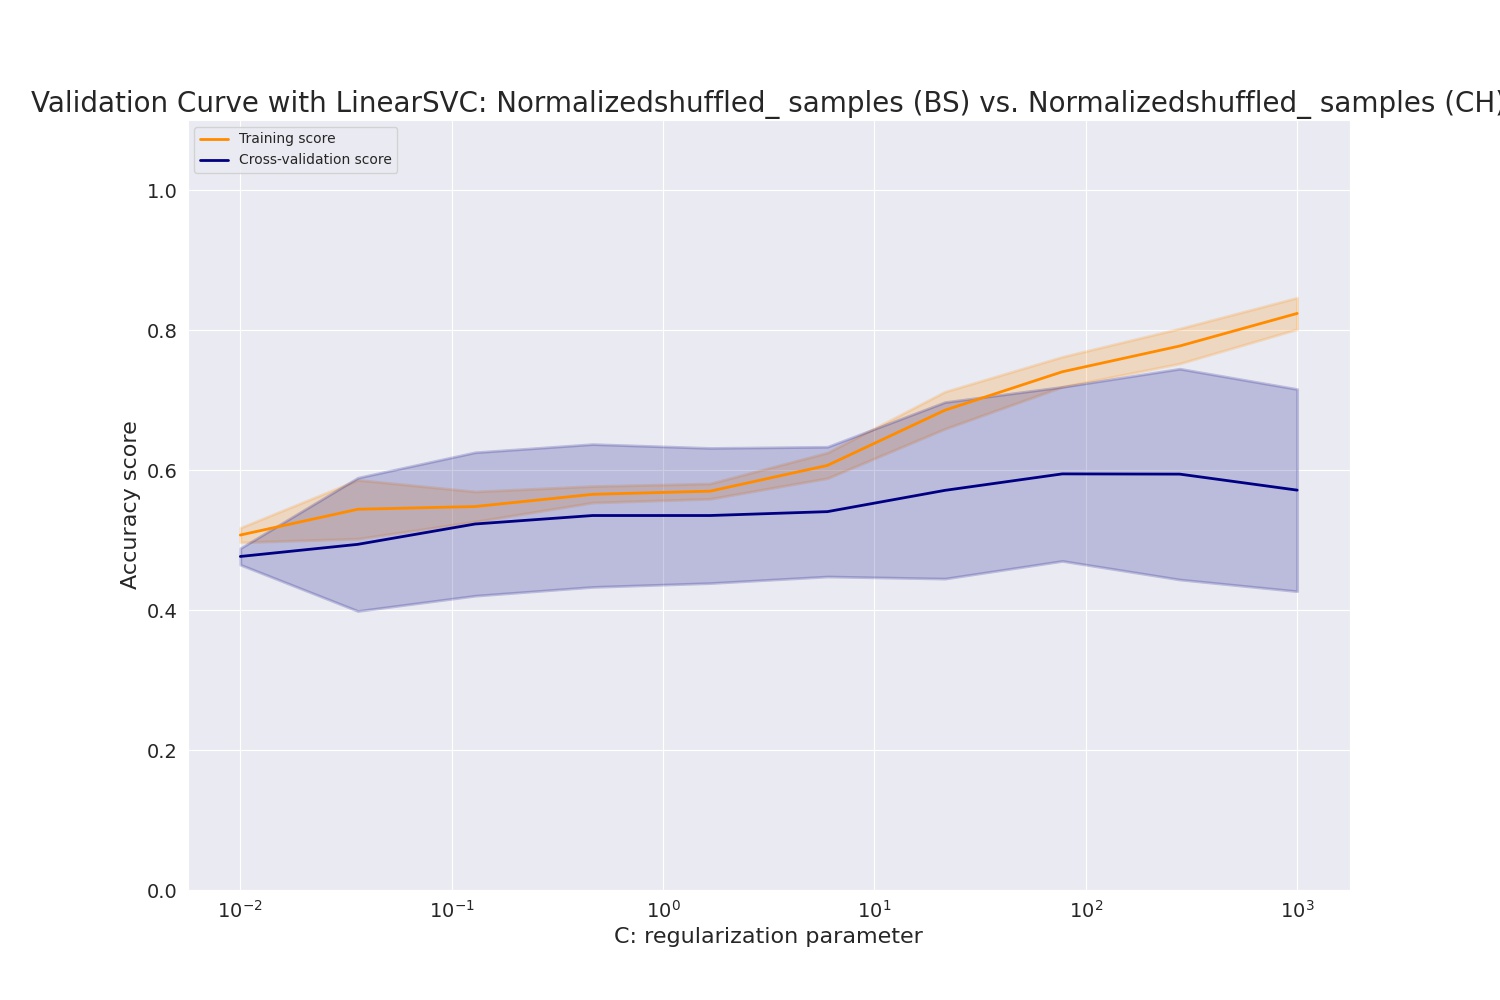 Validation Curve with LinearSVC: Normalizedshuffled_ samples (BS) vs. Normalizedshuffled_ samples (CH)
Training score
Cross-validation score
1.0
0.8
0.6
0.4
0.2
0.0
Accuracy score
10⁻² 10⁻¹ 10⁰ 10¹ 10² 10³
C: regularization parameter